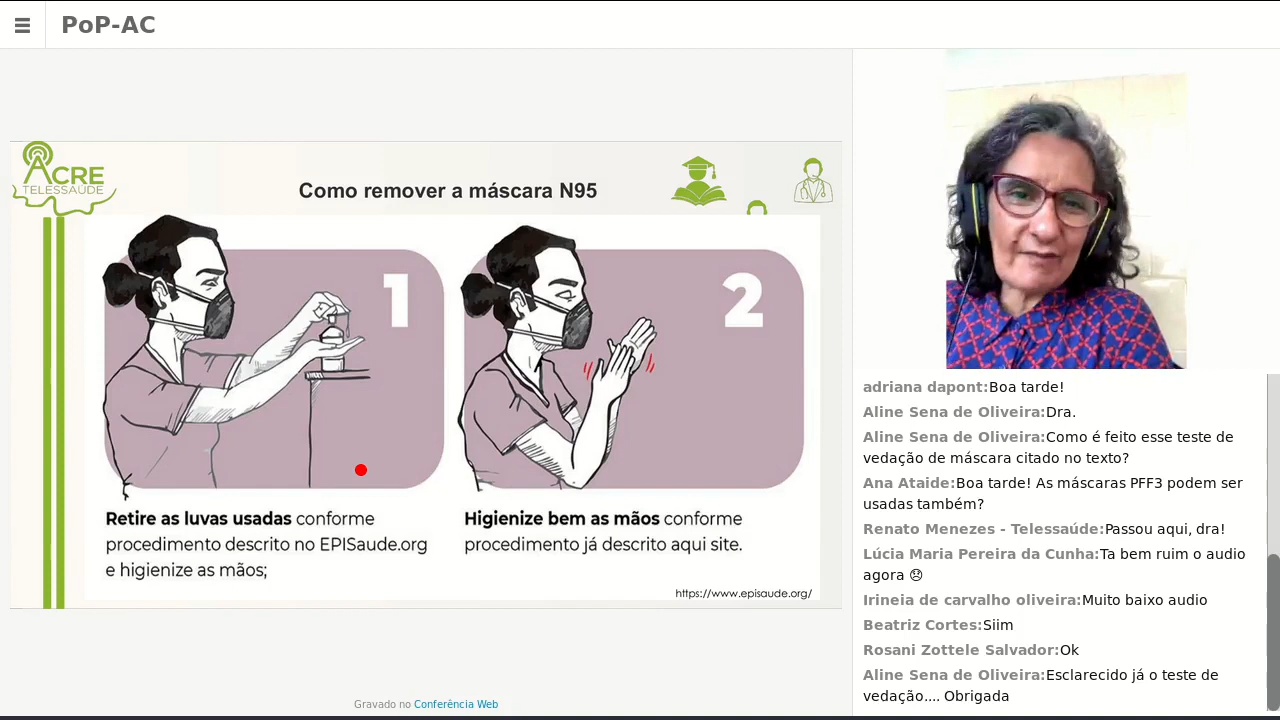 PoP-AC
ACRE
TELESSAÚDE
Como remover a máscara N95
1
2
Retire as luvas usadas conforme
procedimento descrito no EPISaude.org
e higienize as mãos;
Higienize bem as mãos conforme
procedimento já descrito aqui site.
https://www.episaude.org/
Gravado no Conferência Web
adriana dapont:Boa tarde!
Aline Sena de Oliveira:Dra.
Aline Sena de Oliveira:Como é feito esse teste de
vedação de máscara citado no texto?
Ana Ataide:Boa tarde! As máscaras PFF3 podem ser
usadas também?
Renato Menezes - Telessaúde:Passou aqui, dra!
Lúcia Maria Pereira da Cunha:Ta bem ruim o audio
agora 😞
Irineia de carvalho oliveira:Muito baixo audio
Beatriz Cortes:Siim
Rosani Zottele Salvador:Ok
Aline Sena de Oliveira:Esclarecido já o teste de
vedação.... Obrigada